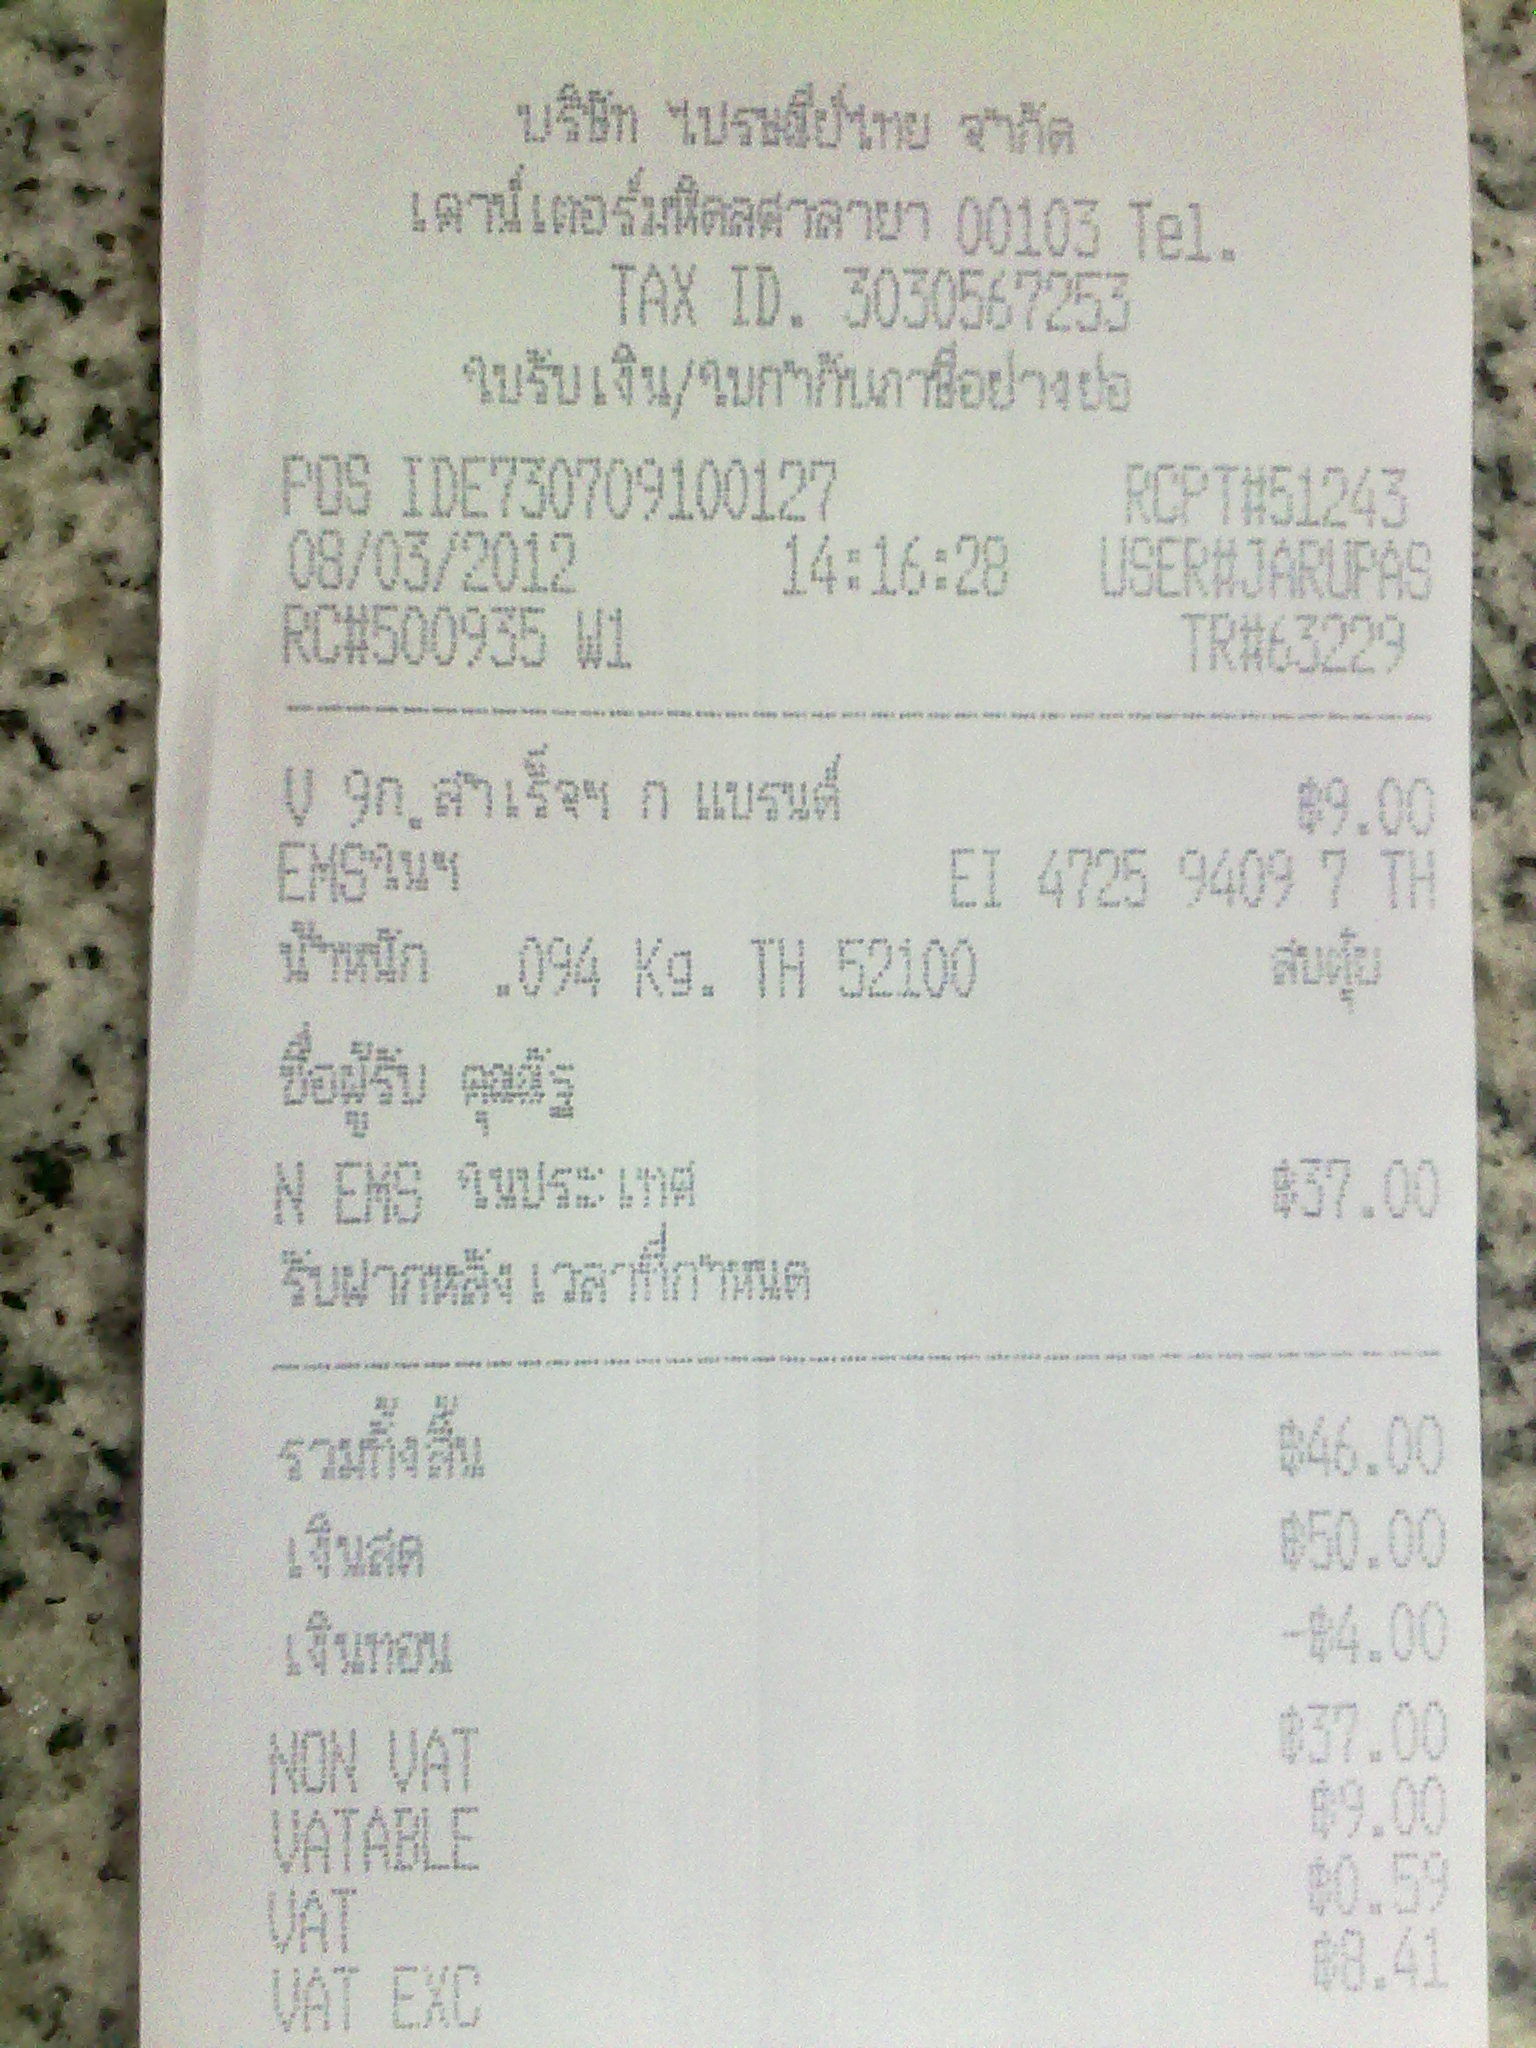 บริษัท ไปรษณีย์ไทย จำกัด
เคาน์เตอร์มหิดลศาลายา 00103 Tel.
TAX ID. 3030567253
ใบรับเงิน/ใบกำกับภาษีอย่างย่อ
POS IDE730709100127 RCPT#51243
08/03/2012 14:16:28 USER#JARUPAS
RC#500935 W1 TR#63229
V 9ก.สำเร็จฯ ก แบรนด์ ฿9.00
EMSในฯ EI 4725 9409 7 TH
น้ำหนัก .094 Kg. TH 52100 สบตุ๋ย
ชื่อผู้รับ
N EMS ในประเทศ ฿37.00
รับฝากหลังเวลาที่กำหนด
รวมทั้งสิ้น ฿46.00
เงินสด ฿50.00
เงินทอน -฿4.00
NON VAT ฿37.00
VATABLE ฿9.00
VAT ฿0.59
VAT EXC ฿8.41